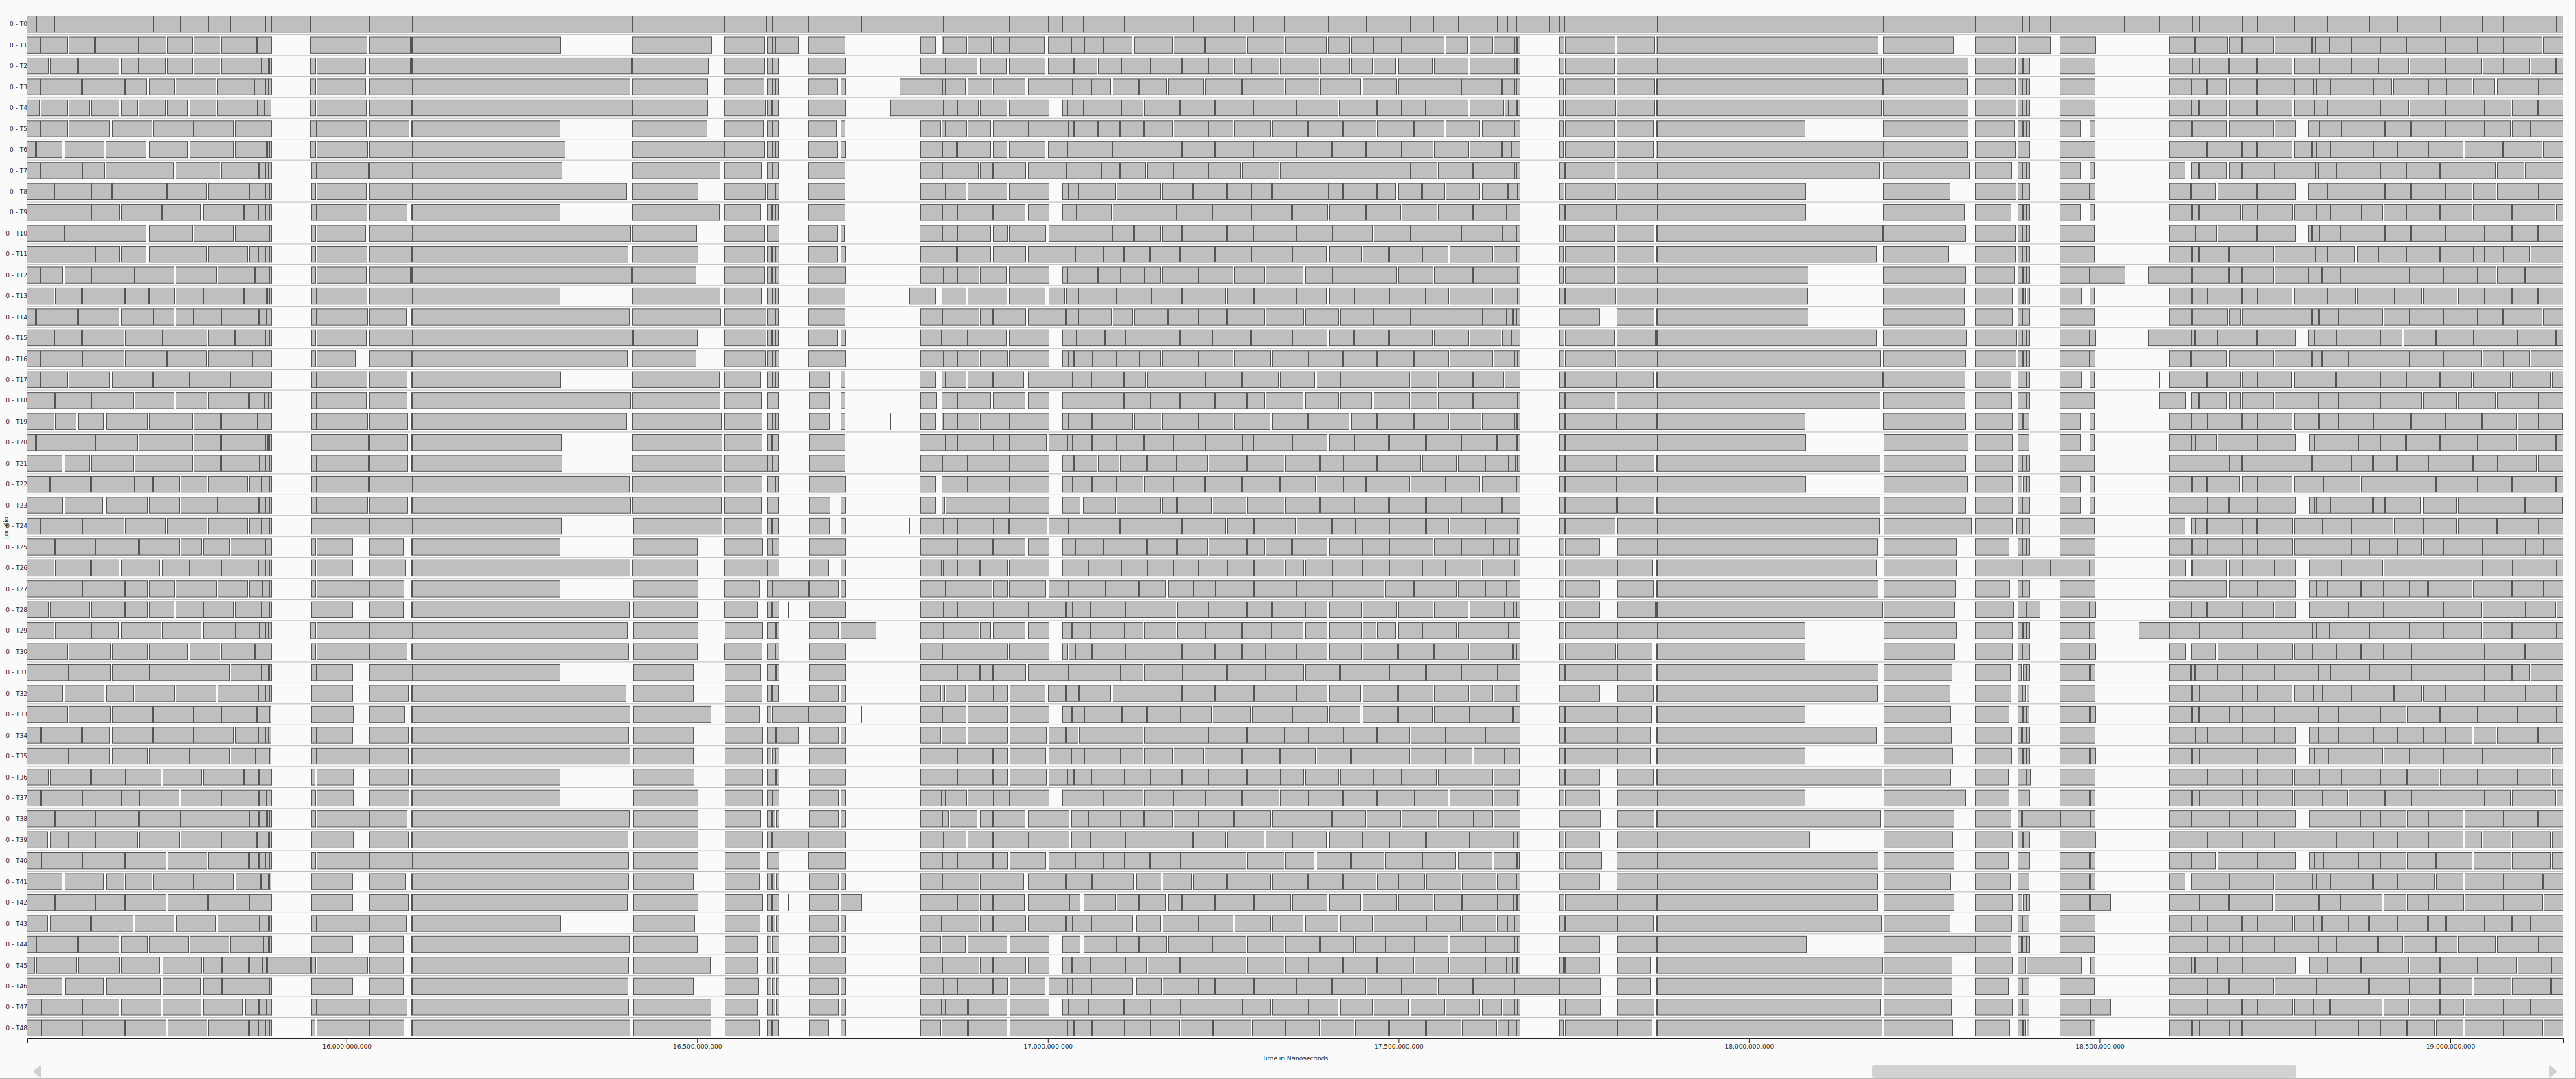 0 - T0
0 - T1
0 - T2
0 - T3
0 - T4
0 - T5
0 - T6
0 - T7
0 - T8
0 - T9
0 - T10
0 - T11
0 - T12
0 - T13
0 - T14
0 - T15
0 - T16
0 - T17
0 - T18
0 - T19
0 - T20
0 - T21
0 - T22
0 - T23
Location
0 - T24
0 - T25
0 - T26
0 - T27
0 - T28
0 - T29
0 - T30
0 - T31
0 - T32
0 - T33
0 - T34
0 - T35
0 - T36
0 - T37
0 - T38
0 - T39
0 - T40
0 - T41
0 - T42
0 - T43
0 - T44
0 - T45
0 - T46
0 - T47
0 - T48
16,000,000,000 16,500,000,000 17,000,000,000 17,500,000,000 18,000,000,000 18,500,000,000 19,000,000,000
Time in Nanoseconds